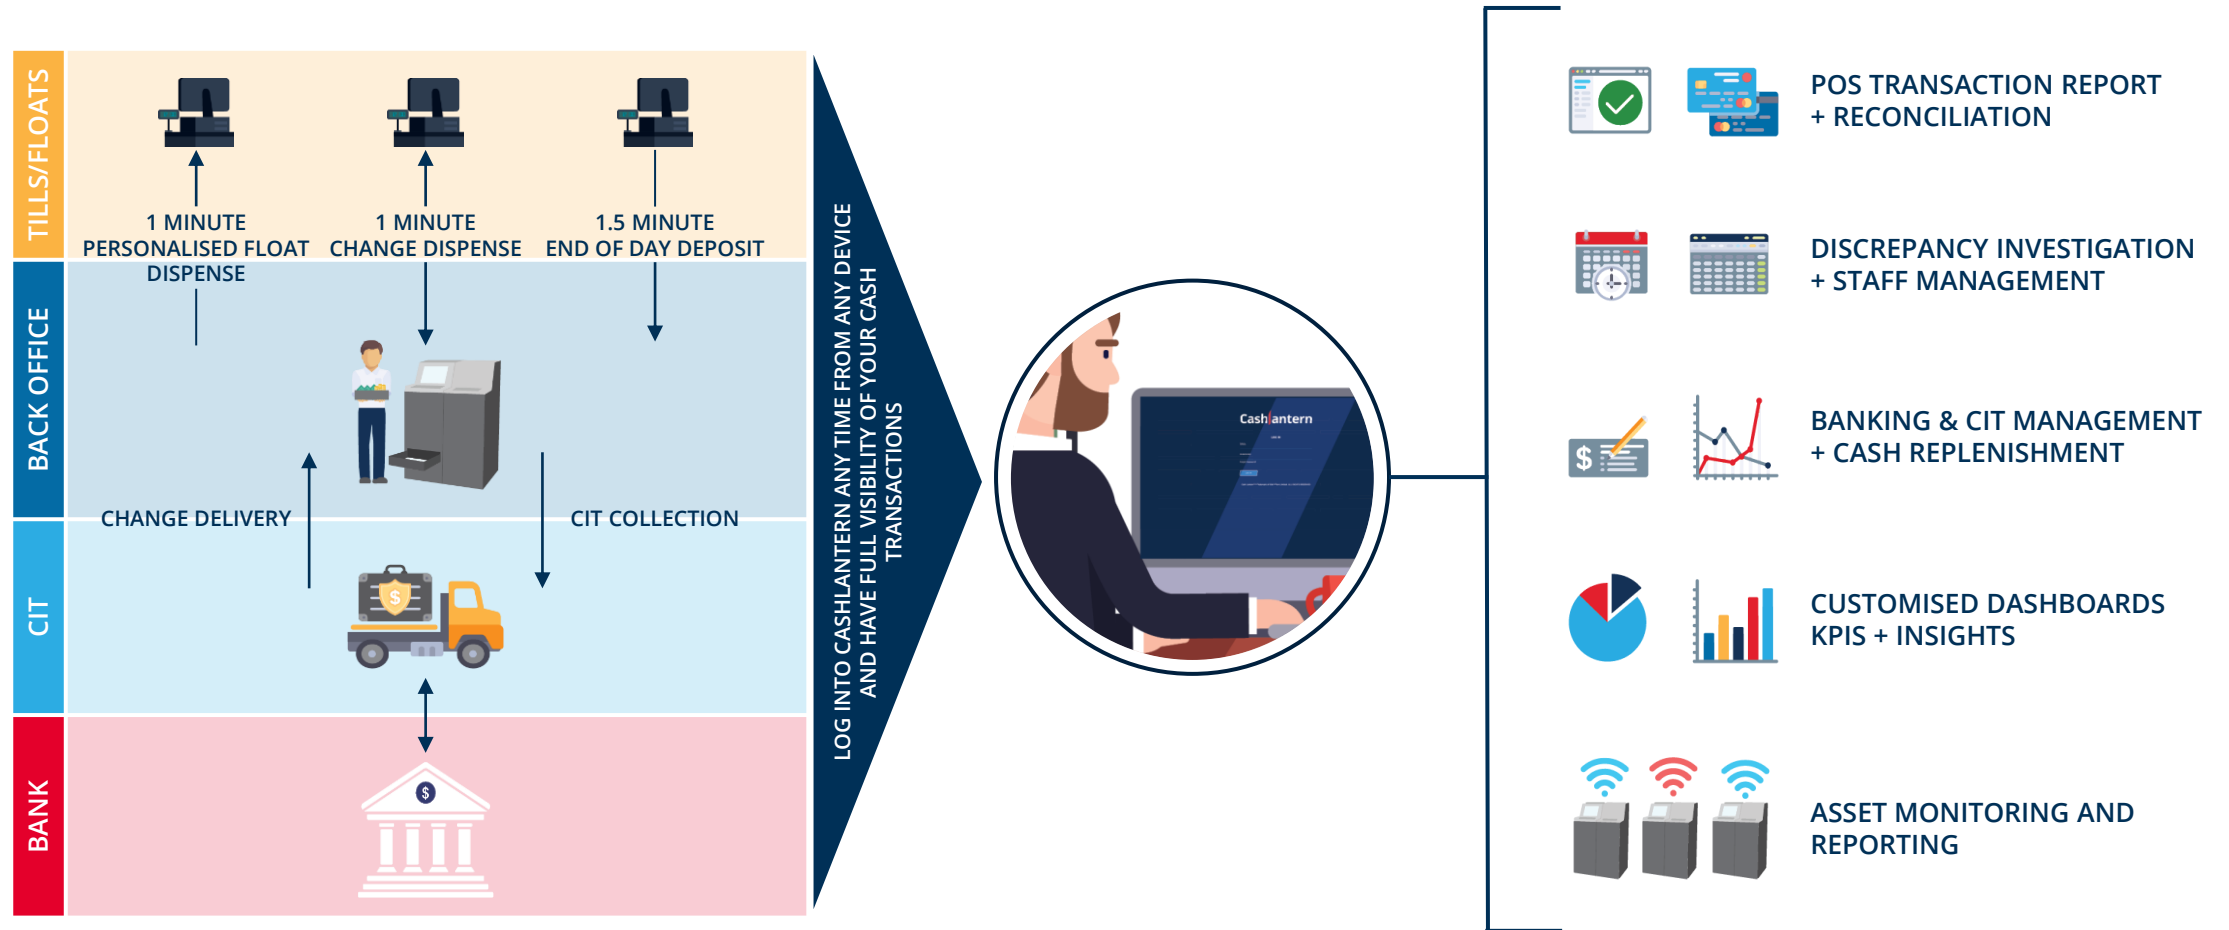 TILLS/FLOATS
1 MINUTE
PERSONALISED FLOAT
DISPENSE
1 MINUTE
CHANGE DISPENSE
1.5 MINUTE
END OF DAY DEPOSIT
BACK OFFICE
CHANGE DELIVERY
CIT COLLECTION
CIT
$
BANK
$
LOG INTO CASHLANTERN ANY TIME FROM ANY DEVICE
AND HAVE FULL VISIBILITY OF YOUR CASH
TRANSACTIONS
Cashlantern
POS TRANSACTION REPORT
+ RECONCILIATION
DISCREPANCY INVESTIGATION
+ STAFF MANAGEMENT
$
BANKING & CIT MANAGEMENT
+ CASH REPLENISHMENT
CUSTOMISED DASHBOARDS
KPIS + INSIGHTS
ASSET MONITORING AND
REPORTING